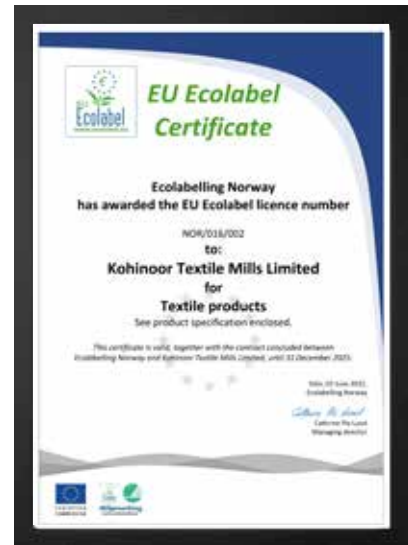 EU
Ecolabel
EU Ecolabel
Certificate
Ecolabelling Norway
has awarded the EU Ecolabel licence number
NOR/016/002
to:
Kohinoor Textile Mills Limited
for
Textile products
See product specification enclosed.
This certificate is valid, together with the contract concluded between
Ecolabelling Norway and Kohinoor Textile Mills Limited, until 31 December 2025.
Ecolabelling Norway
Managing director